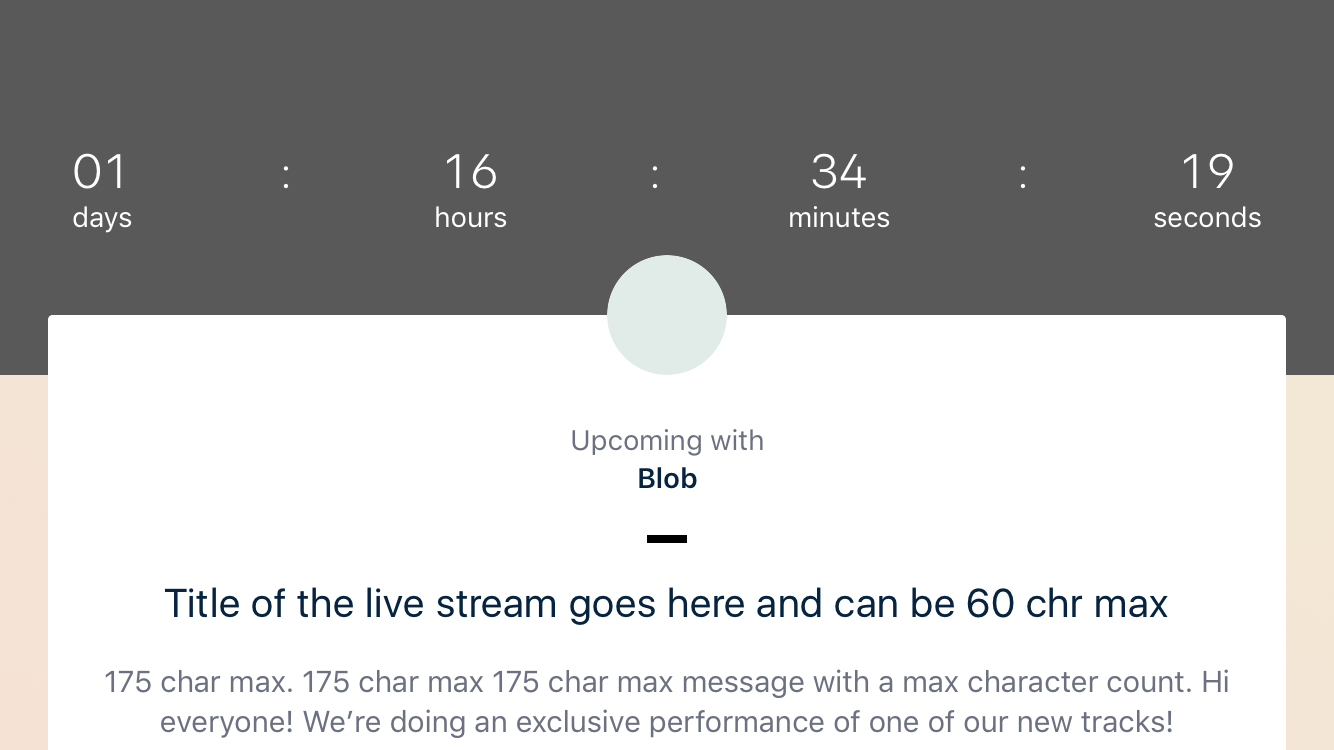 01 : 16 : 34 : 19
days hours minutes seconds
Upcoming with
Blob
Title of the live stream goes here and can be 60 chr max
175 char max. 175 char max 175 char max message with a max character count. Hi
everyone! We’re doing an exclusive performance of one of our new tracks!